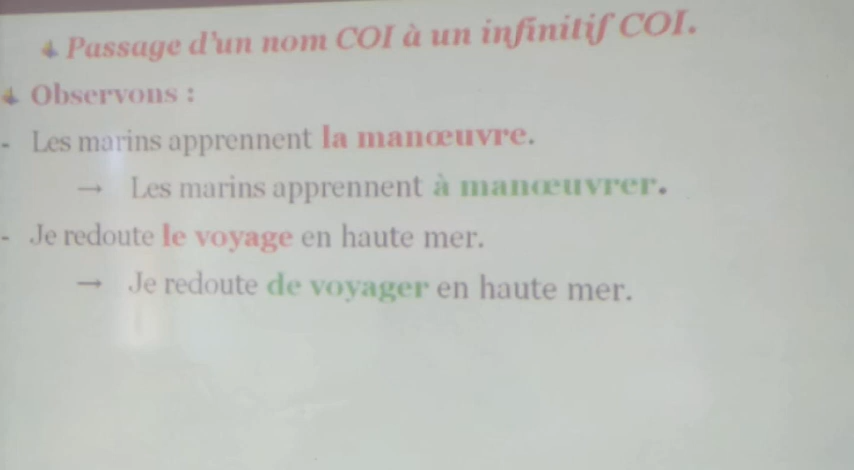 Passage d'un nom COI à un infinitif COI.
Observons :
- Les marins apprennent la manœuvre.
→ Les marins apprennent à manœuvrer.
- Je redoute le voyage en haute mer.
→ Je redoute de voyager en haute mer.